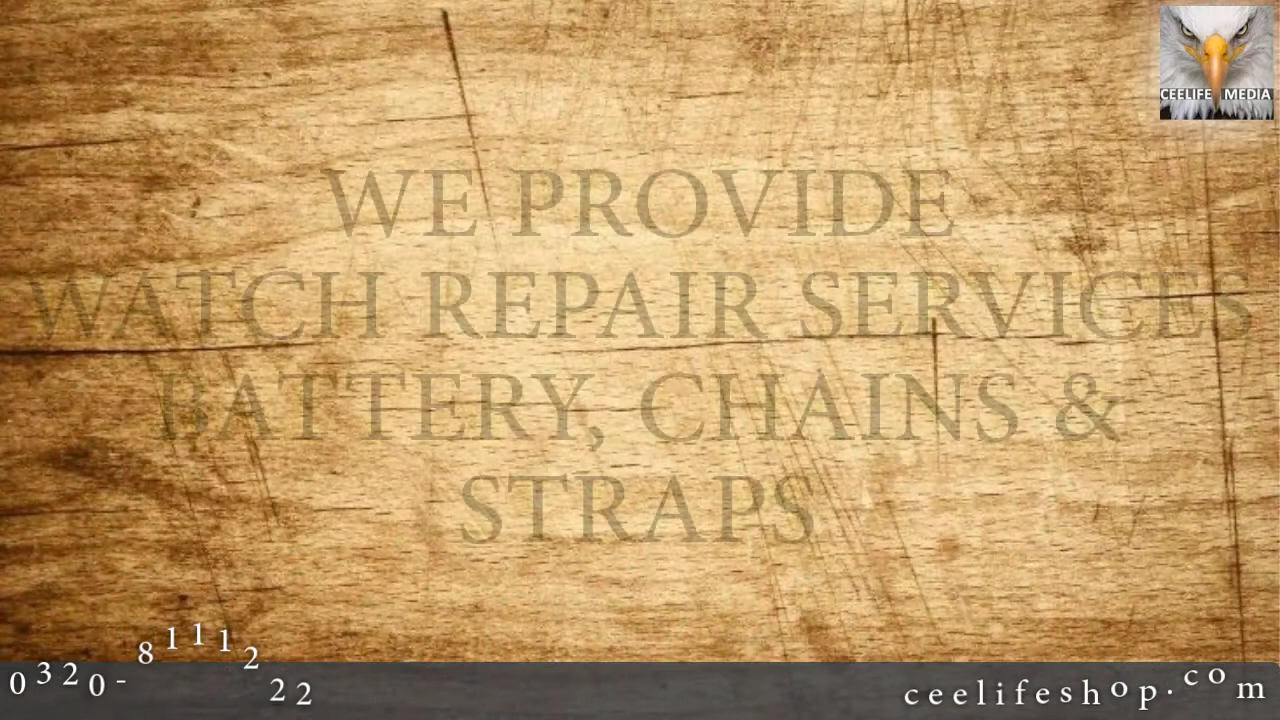 CEELIFE MEDIA
WE PROVIDE
WATCH REPAIR SERVICES
BATTERY, CHAINS &
STRAPS
0320-8111222
ceelifeshop.com